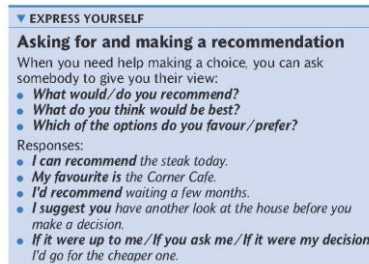 ▼ EXPRESS YOURSELF
Asking for and making a recommendation
When you need help making a choice, you can ask
somebody to give you their view:
• What would/do you recommend?
• What do you think would be best?
• Which of the options do you favour/prefer?
Responses:
• I can recommend the steak today.
• My favourite is the Corner Cafe.
• I'd recommend waiting a few months.
• I suggest you have another look at the house before you
make a decision.
• If it were up to me/If you ask me/If it were my decision
I'd go for the cheaper one.